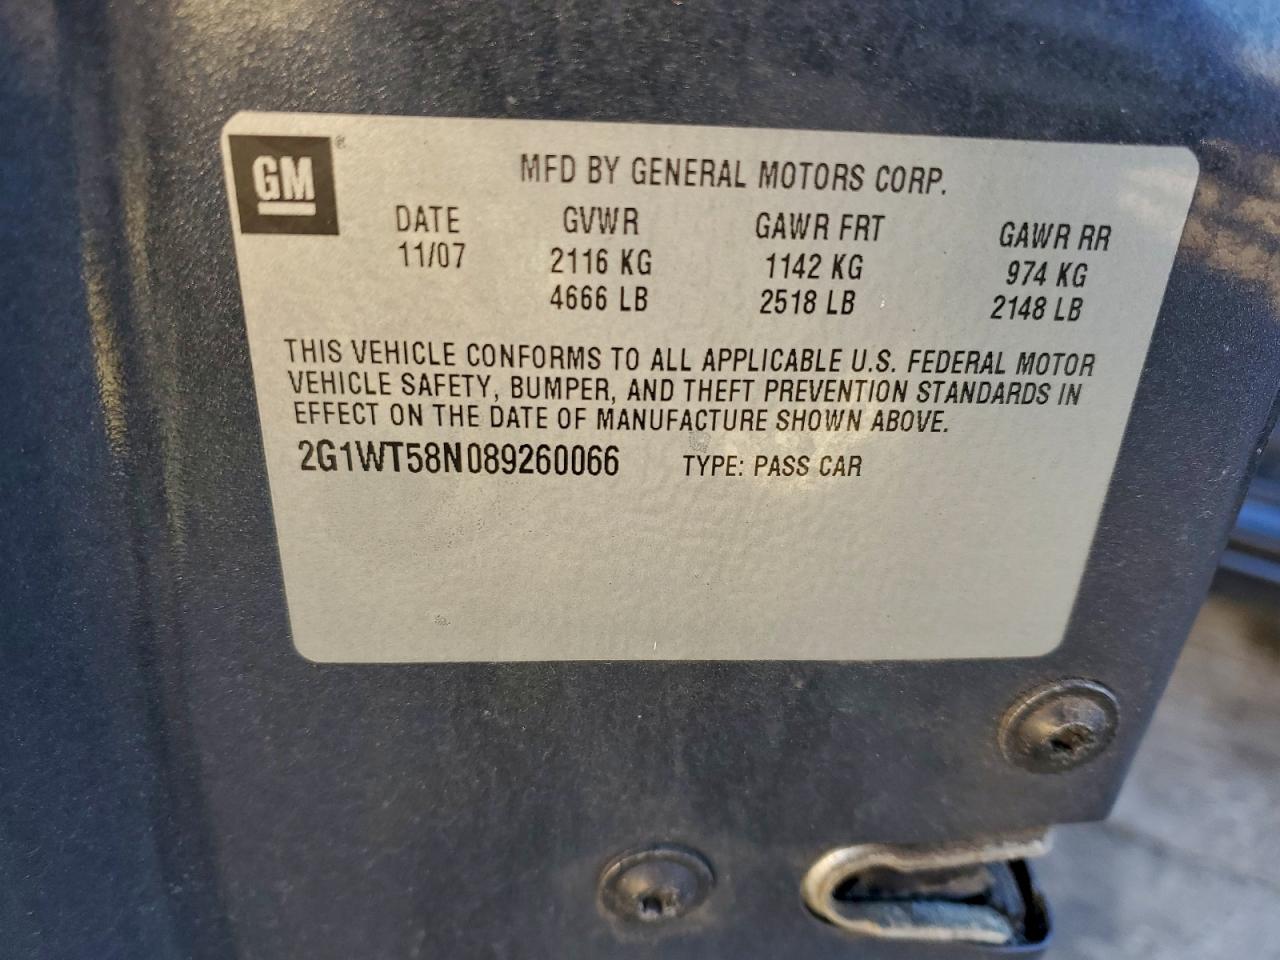 GM ®
MFD BY GENERAL MOTORS CORP.
DATE GVWR GAWR FRT GAWR RR
11/07 2116 KG 1142 KG 974 KG
4666 LB 2518 LB 2148 LB
THIS VEHICLE CONFORMS TO ALL APPLICABLE U.S. FEDERAL MOTOR
VEHICLE SAFETY, BUMPER, AND THEFT PREVENTION STANDARDS IN
EFFECT ON THE DATE OF MANUFACTURE SHOWN ABOVE.
2G1WT58N089260066 TYPE: PASS CAR